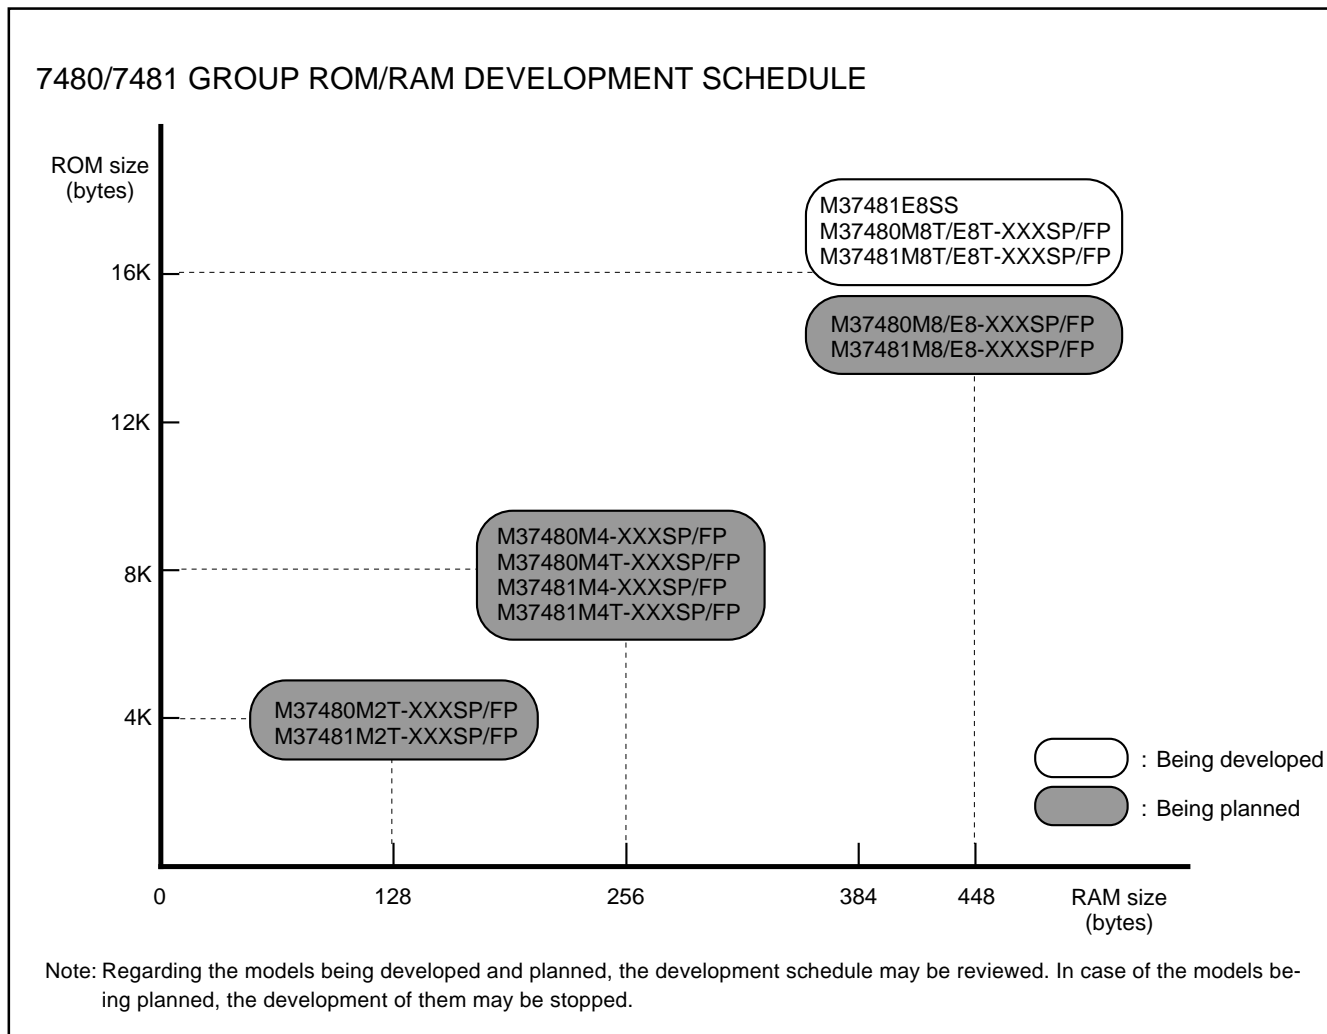 7480/7481 GROUP ROM/RAM DEVELOPMENT SCHEDULE
ROM size
(bytes)
M37481E8SS
M37480M8T/E8T-XXXSP/FP
M37481M8T/E8T-XXXSP/FP
16K
M37480M8/E8-XXXSP/FP
M37481M8/E8-XXXSP/FP
12K
M37480M4-XXXSP/FP
M37480M4T-XXXSP/FP
M37481M4-XXXSP/FP
M37481M4T-XXXSP/FP
8K
M37480M2T-XXXSP/FP
M37481M2T-XXXSP/FP
4K
: Being developed
: Being planned
0 128 256 384 448 RAM size
(bytes)
Note: Regarding the models being developed and planned, the development schedule may be reviewed. In case of the models be-
ing planned, the development of them may be stopped.